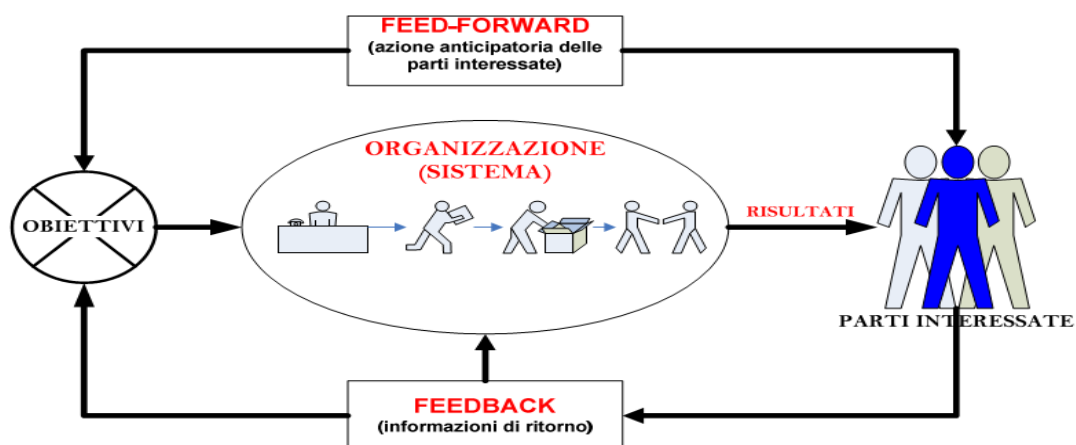 FEED-FORWARD
(azione anticipatoria delle
parti interessate)
ORGANIZZAZIONE
(SISTEMA)
OBIETTIVI
RISULTATI
PARTI INTERESSATE
FEEDBACK
(informazioni di ritorno)